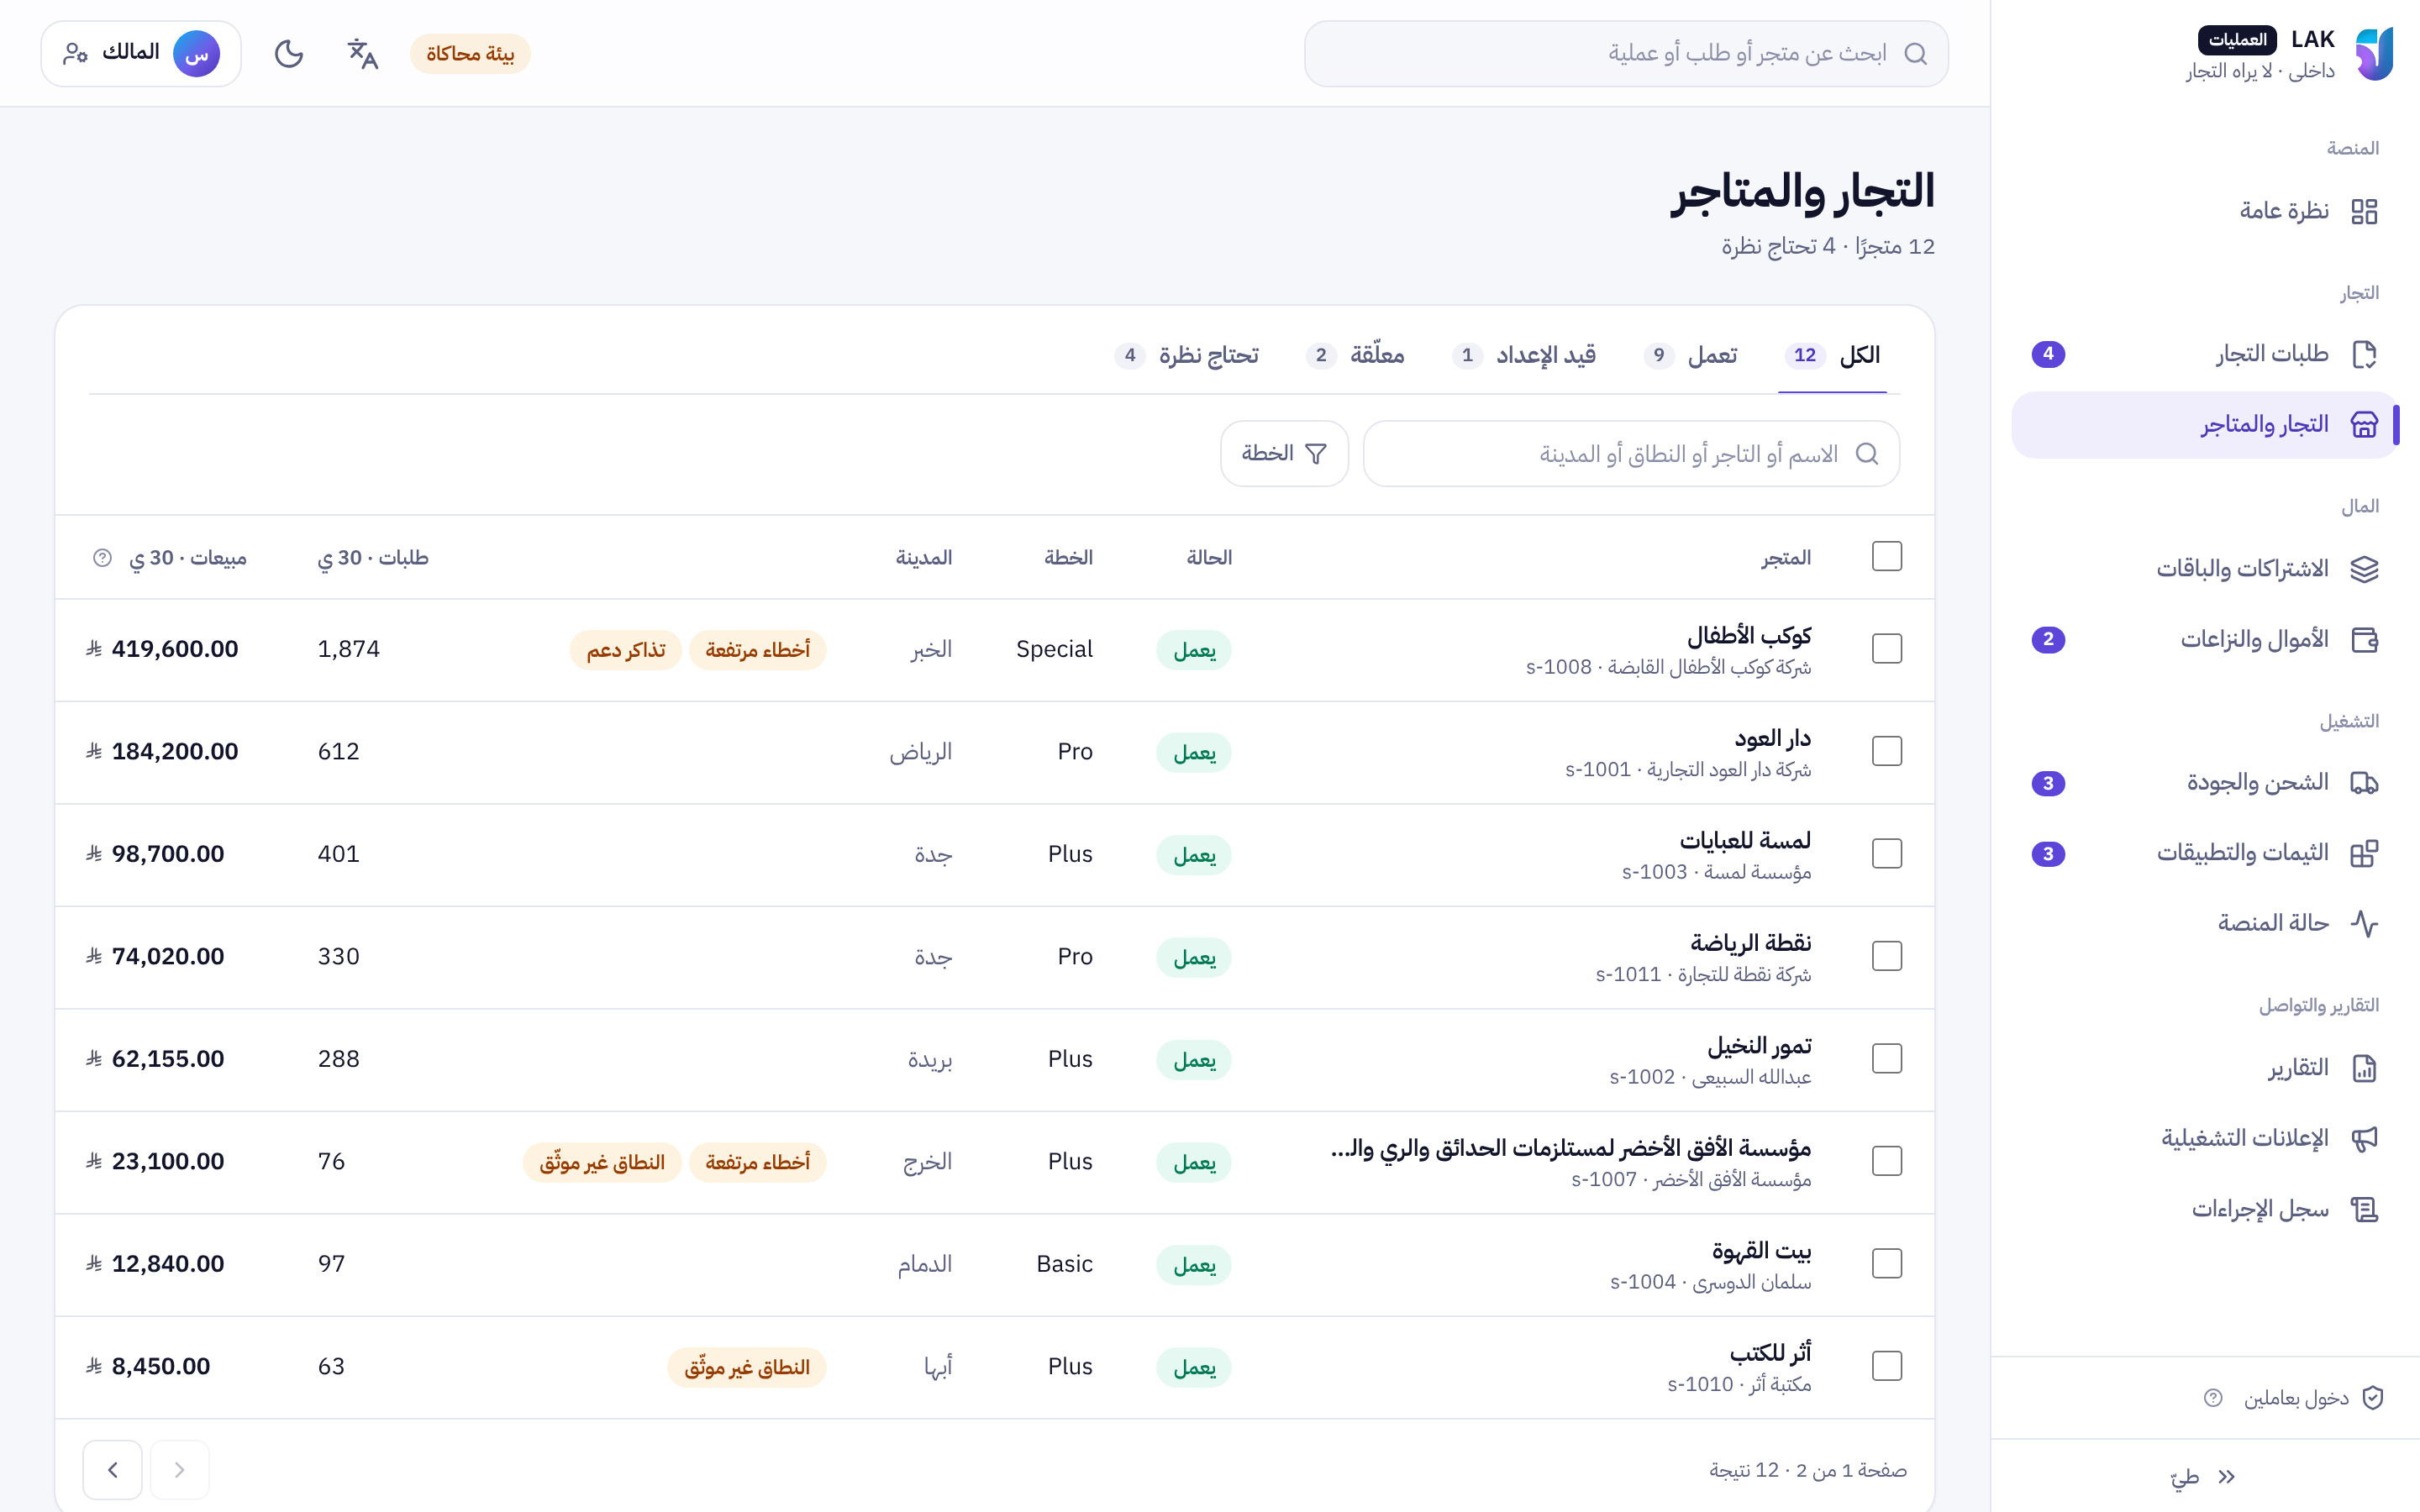 LAK العمليات
داخلي · لا يراه التجار
المنصة
نظرة عامة
التجار
طلبات التجار 4
التجار والمتاجر
المال
الاشتراكات والباقات
الأموال والنزاعات 2
التشغيل
الشحن والجودة 3
الثيمات والتطبيقات 3
حالة المنصة
التقارير والتواصل
التقارير
الإعلانات التشغيلية
سجل الإجراءات
دخول بعاملين
طيّ
ابحث عن متجر أو طلب أو عملية
بيئة محاكاة
س المالك
التجار والمتاجر
12 متجرًا · 4 تحتاج نظرة
الكل 12 تعمل 9 قيد الإعداد 1 معلّقة 2 تحتاج نظرة 4
الاسم أو التاجر أو النطاق أو المدينة الخطة
المتجر الحالة الخطة المدينة طلبات · 30 ي مبيعات · 30 ي
كوكب الأطفال يعمل Special الخبر أخطاء مرتفعة تذاكر دعم 1,874 419,600.00
شركة كوكب الأطفال القابضة · s-1008
دار العود يعمل Pro الرياض 612 184,200.00
شركة دار العود التجارية · s-1001
لمسة للعبايات يعمل Plus جدة 401 98,700.00
مؤسسة لمسة · s-1003
نقطة الرياضة يعمل Pro جدة 330 74,020.00
شركة نقطة للتجارة · s-1011
تمور النخيل يعمل Plus بريدة 288 62,155.00
عبدالله السبيعي · s-1002
مؤسسة الأفق الأخضر لمستلزمات الحدائق والري والـ... يعمل Plus الخرج أخطاء مرتفعة النطاق غير موثّق 76 23,100.00
مؤسسة الأفق الأخضر · s-1007
بيت القهوة يعمل Basic الدمام 97 12,840.00
سلمان الدوسري · s-1004
أثر للكتب يعمل Plus أبها النطاق غير موثّق 63 8,450.00
مكتبة أثر · s-1010
صفحة 1 من 2 · 12 نتيجة